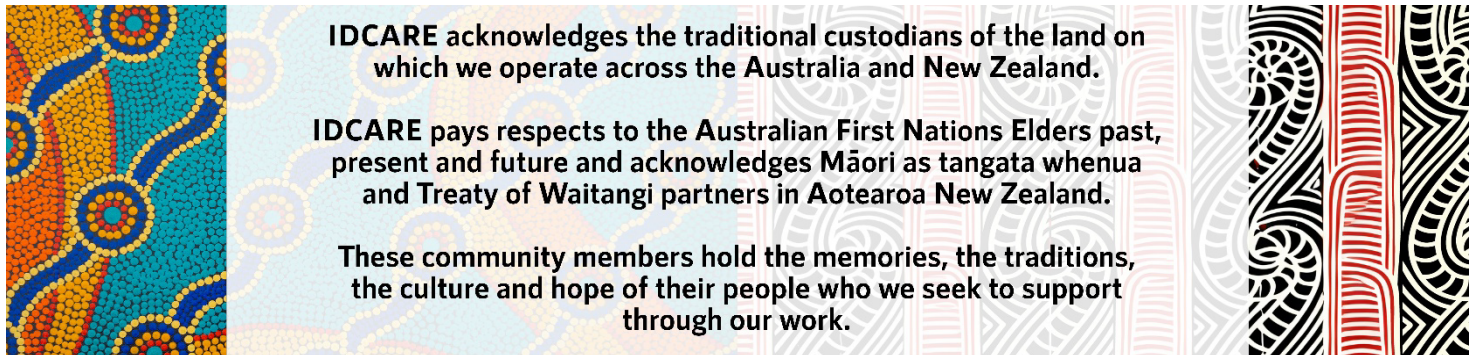 IDCARE acknowledges the traditional custodians of the land on
which we operate across the Australia and New Zealand.
IDCARE pays respects to the Australian First Nations Elders past,
present and future and acknowledges Māori as tangata whenua
and Treaty of Waitangi partners in Aotearoa New Zealand.
These community members hold the memories, the traditions,
the culture and hope of their people who we seek to support
through our work.